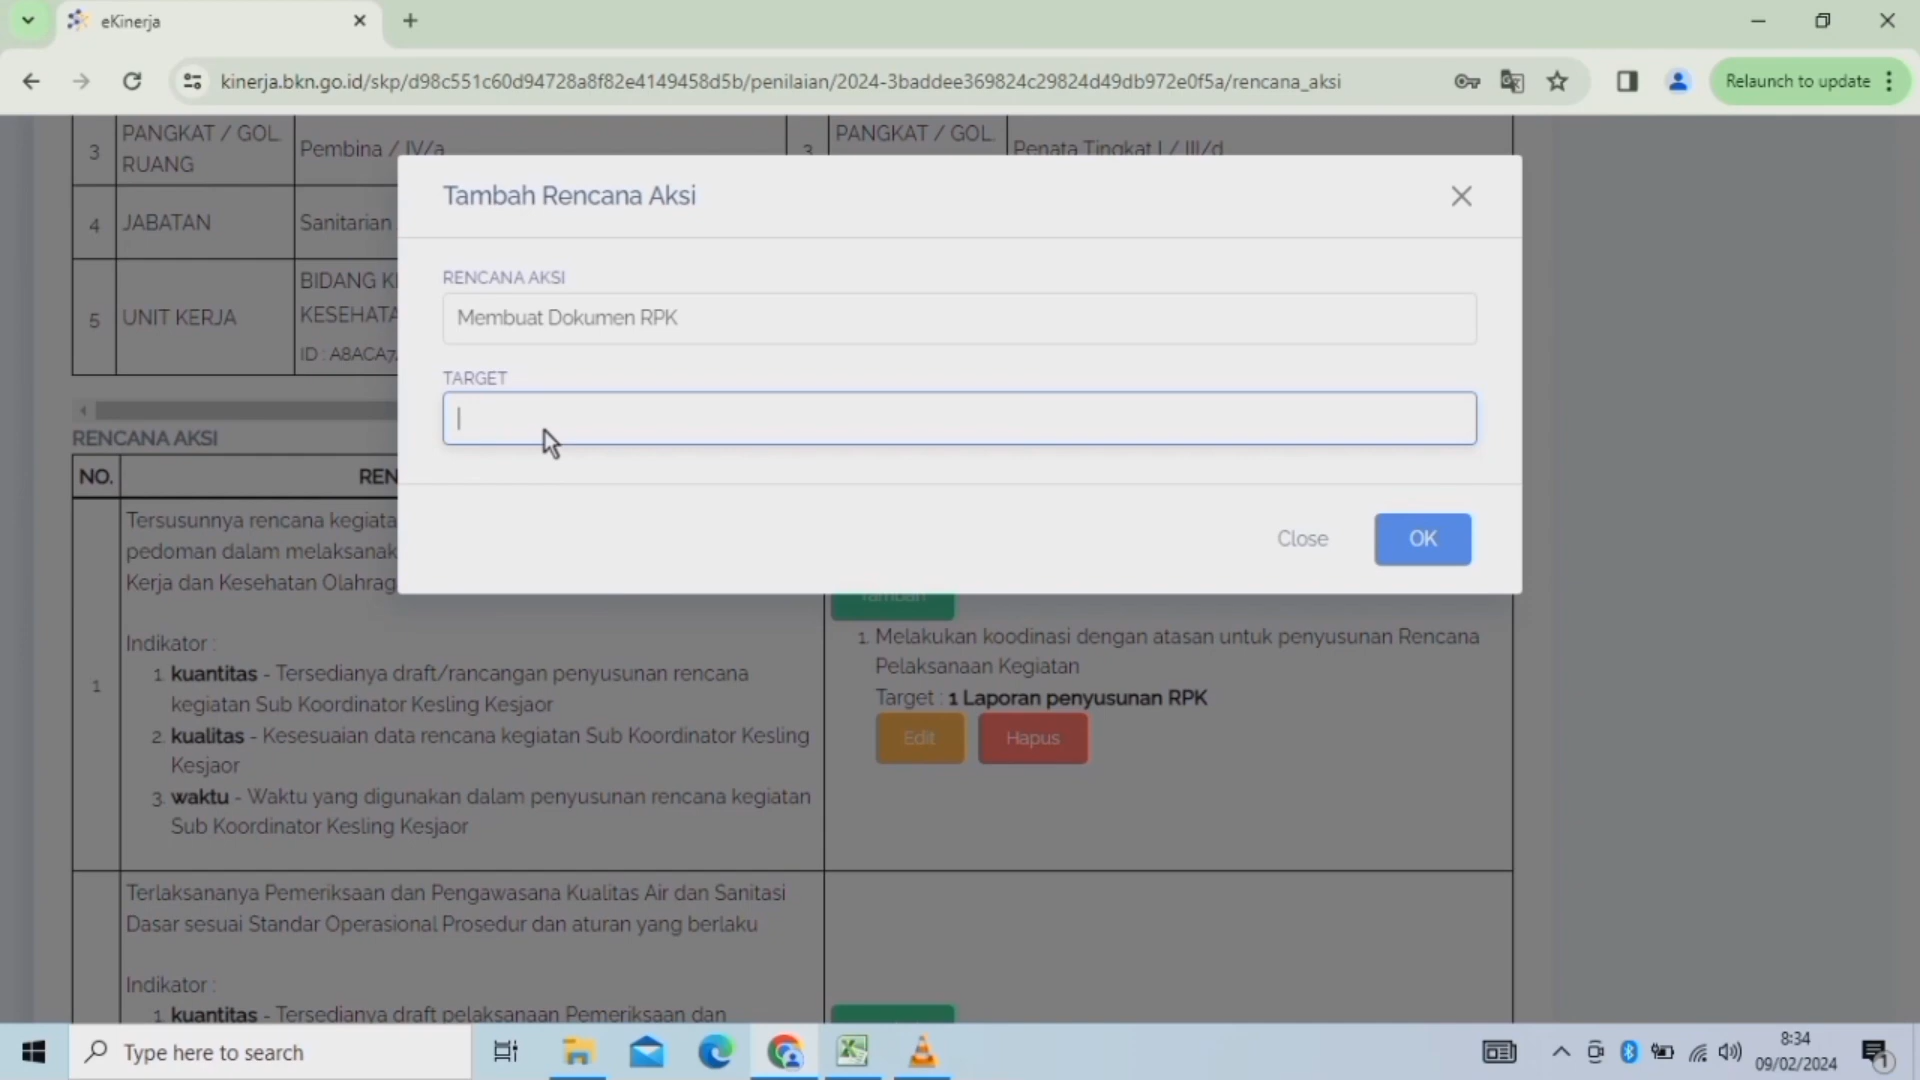 eKinerja
kinerja.bkn.go.id/skp/d98c551c60d94728a8f82e4149458d5b/penilaian/2024-3baddee369824c29824d49db972e0f5a/rencana_aksi
Relaunch to update
3 PANGKAT / GOL. RUANG Pembina / IV/a 3 PANGKAT / GOL. Penata Tingkat I / III/d
4 JABATAN Sanitarian
5 UNIT KERJA
BIDANG
KESEHATA
ID : A8ACA7
Tambah Rencana Aksi
RENCANA AKSI
Membuat Dokumen RPK
TARGET
Close OK
RENCANA AKSI
NO. REN
1
Tersusunnya rencana kegiata
pedoman dalam melaksanak
Kerja dan Kesehatan Olahrag
Indikator :
1. kuantitas - Tersedianya draft/rancangan penyusunan rencana
kegiatan Sub Koordinator Kesling Kesjaor
2. kualitas - Kesesuaian data rencana kegiatan Sub Koordinator Kesling
Kesjaor
3. waktu - Waktu yang digunakan dalam penyusunan rencana kegiatan
Sub Koordinator Kesling Kesjaor
Tambah
1. Melakukan koodinasi dengan atasan untuk penyusunan Rencana
Pelaksanaan Kegiatan
Target : 1 Laporan penyusunan RPK
Edit Hapus
Terlaksananya Pemeriksaan dan Pengawasana Kualitas Air dan Sanitasi
Dasar sesuai Standar Operasional Prosedur dan aturan yang berlaku
Indikator :
1. kuantitas - Tersedianya draft pelaksanaan Pemeriksaan dan
Type here to search
8:34
09/02/2024
1